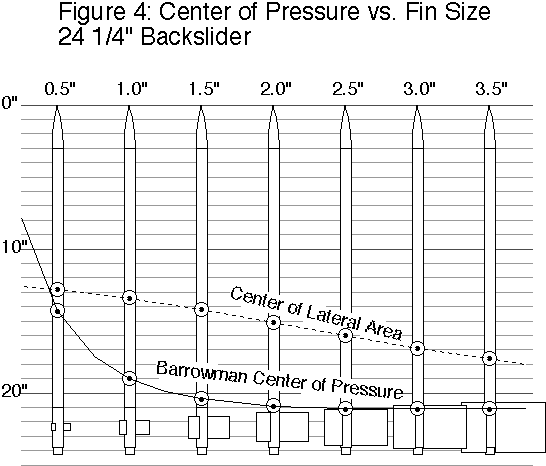 Figure 4: Center of Pressure vs. Fin Size
24 1/4" Backslider
0.5" 1.0" 1.5" 2.0" 2.5" 3.0" 3.5"
0"
10"
Center of Lateral Area
Barrowman Center of Pressure
20"